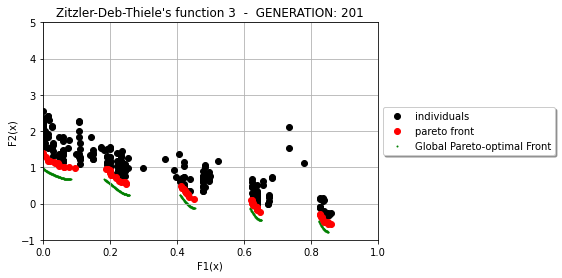 Zitzler-Deb-Thiele's function 3 - GENERATION: 201
5
4
3
2
1
0
−1
F2(x)
0.0 0.2 0.4 0.6 0.8 1.0
F1(x)
individuals
pareto front
Global Pareto-optimal Front